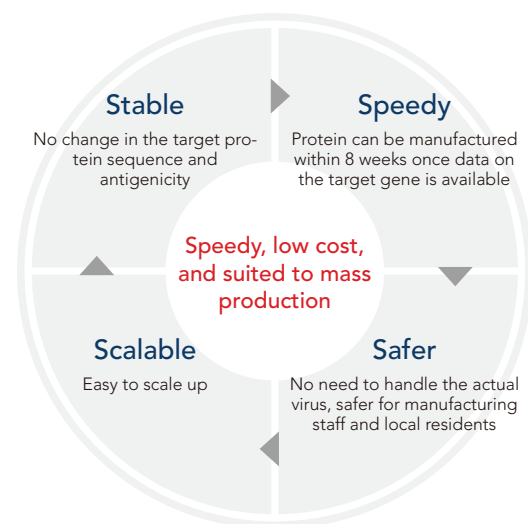 Stable
No change in the target pro-
tein sequence and
antigenicity
Speedy
Protein can be manufactured
within 8 weeks once data on
the target gene is available
Speedy, low cost,
and suited to mass
production
Scalable
Easy to scale up
Safer
No need to handle the actual
virus, safer for manufacturing
staff and local residents